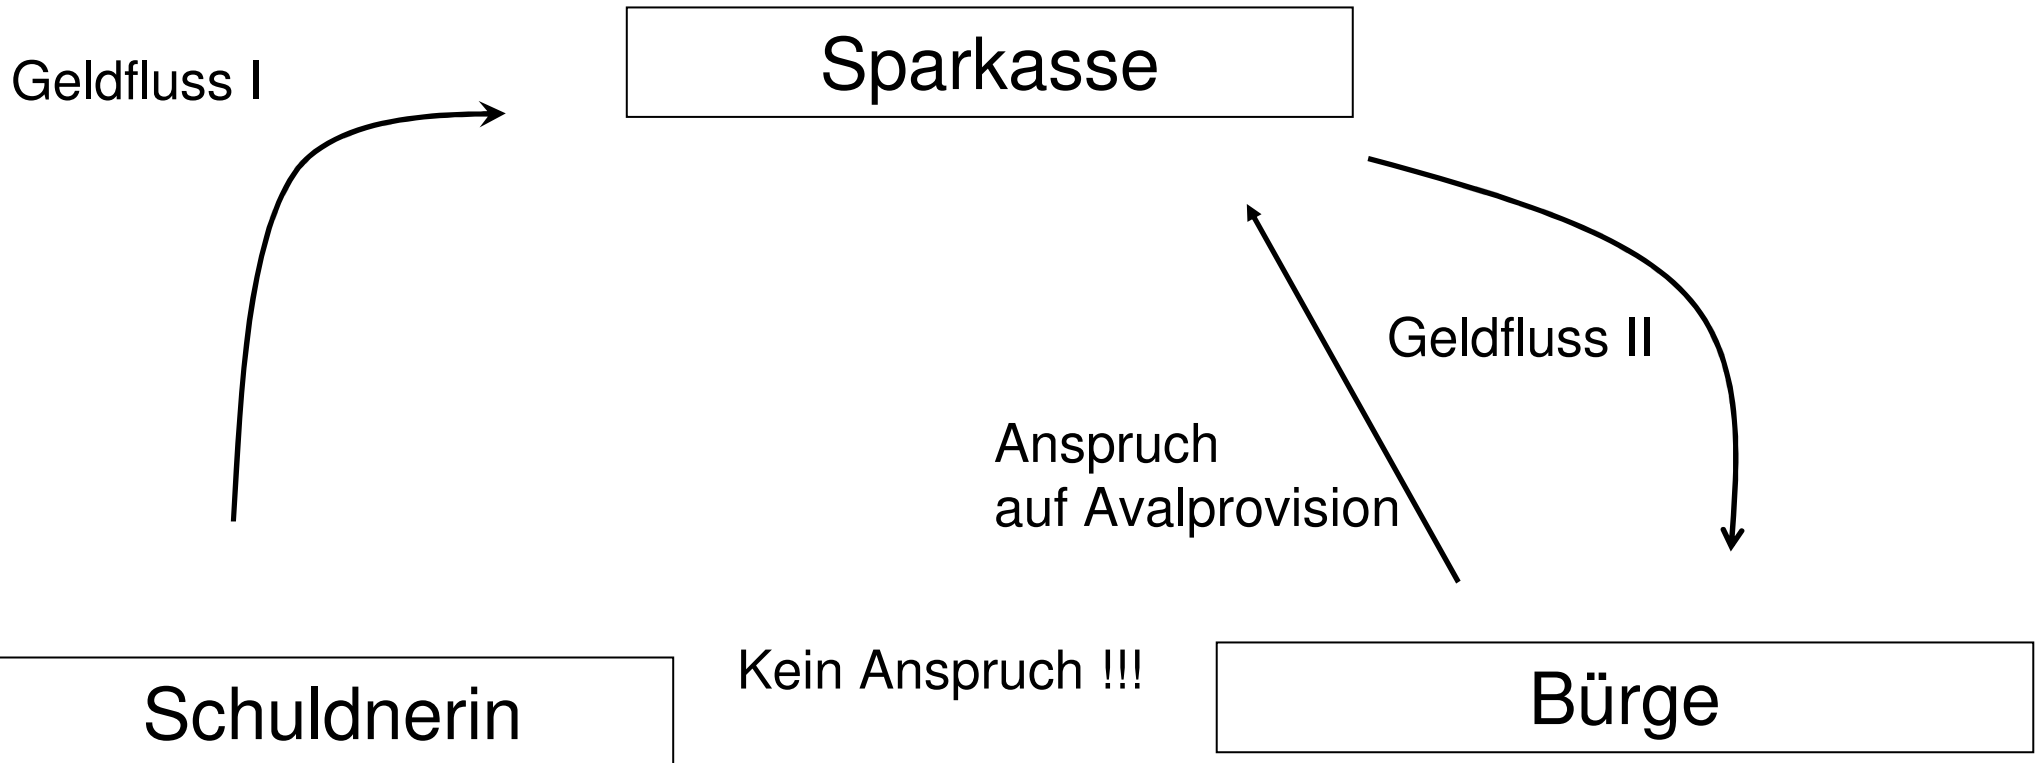 Sparkasse
Geldfluss I
Geldfluss II
Anspruch
auf Avalprovision
Kein Anspruch !!!
Schuldnerin
Bürge